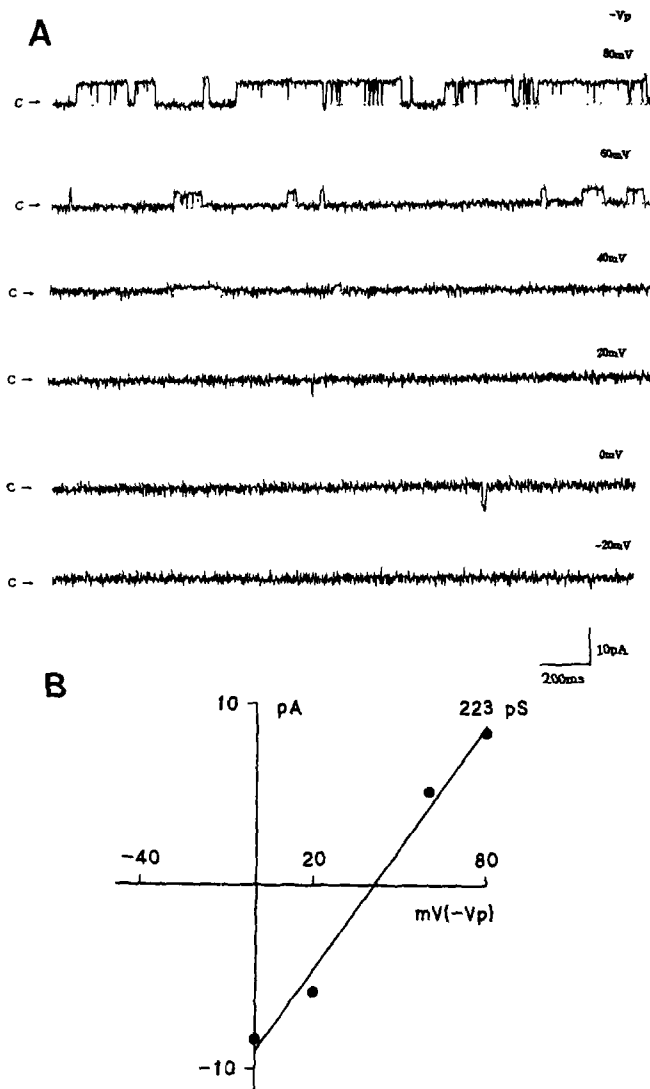 A
-Vp
80mV
C →
60mV
C →
40mV
C →
20mV
C →
0mV
C →
-20mV
C →
10pA
200ms
B
10 pA 223 pS
-40 20 80
mV(-Vp)
-10